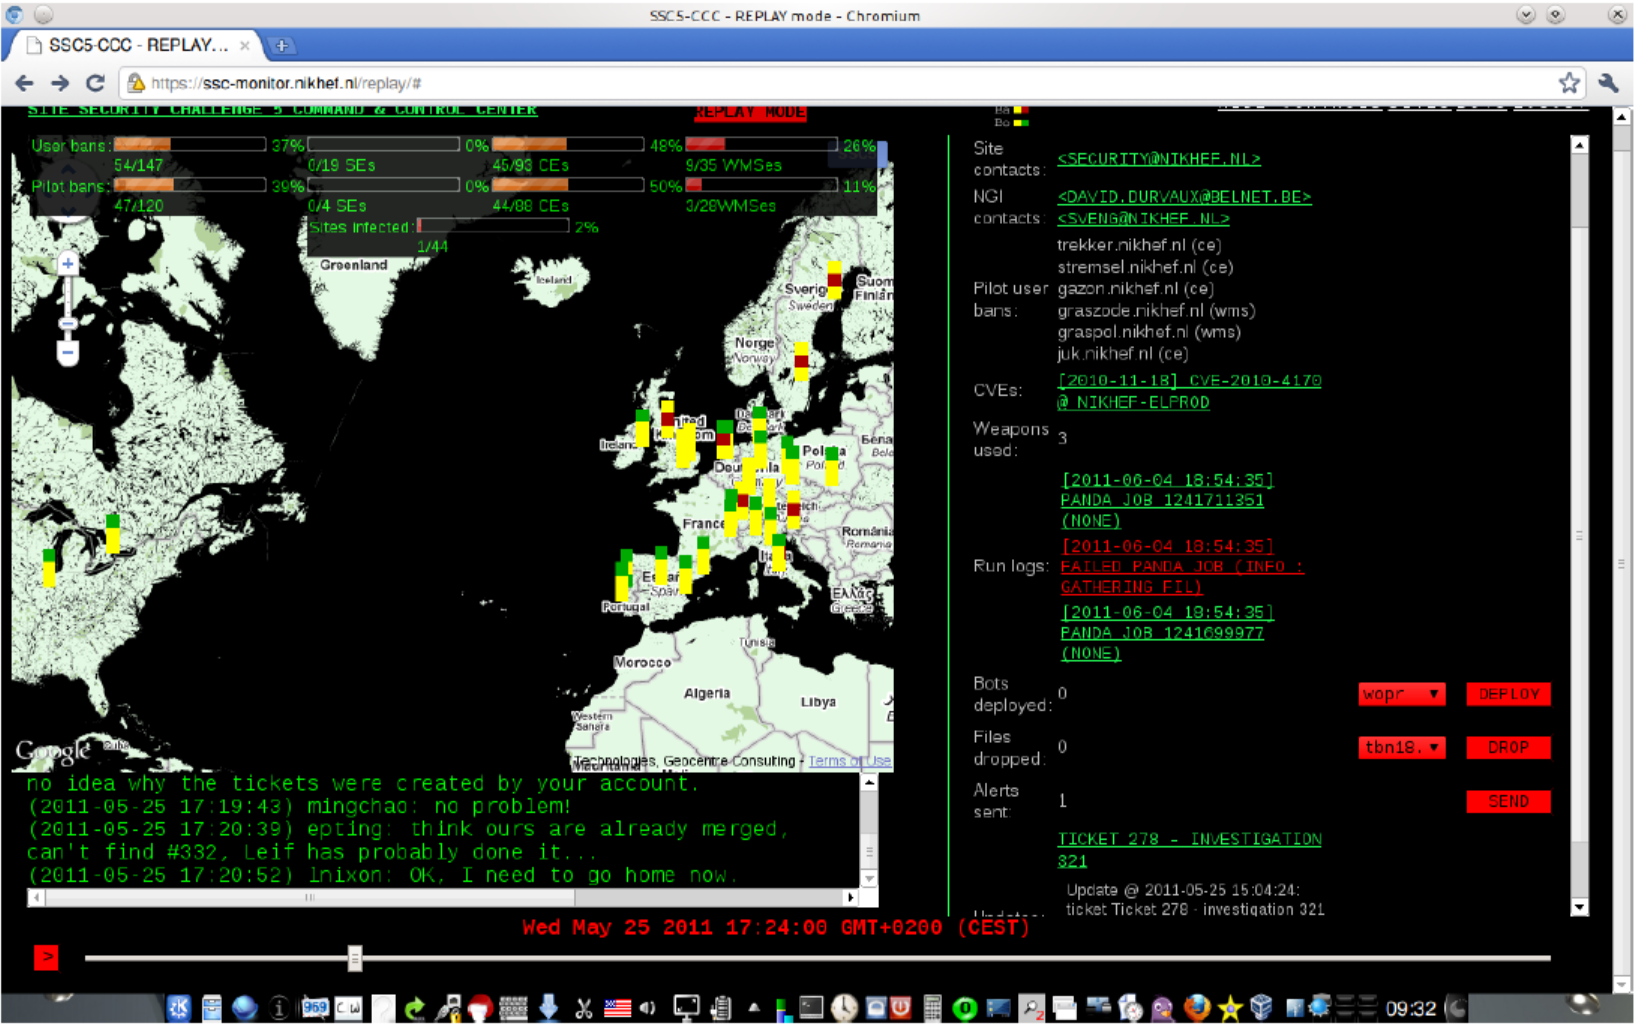 SSC5-CCC - REPLAY mode - Chromium
SSC5-CCC - REPLAY...
https://ssc-monitor.nikhef.nl/replay/#
SITE SECURITY CHALLENGE 5 COMMAND & CONTROL CENTER
REPLAY MODE
User bans: 37% 0% 48% 26%
54/147 0/19 SEs 45/93 CEs 9/35 WMSes
Pilot bans: 39% 0% 50% 11%
47/120 0/4 SEs 44/88 CEs 3/28WMSes
Sites infected: 2%
1/44
Greenland
Iceland
Sverig
Sweden
Suom
Finlan
Norge
Norway
Ireland
Pol
France
Italia
România
Romania
España
Spain
Portugal
Ελλάς
Greece
Tunisia
Morocco
Algeria
Libya
Western
Sahara
Mauritania
Google
Technologies, Geocentre Consulting - Terms of Use
no idea why the tickets were created by your account.
(2011-05-25 17:19:43) mingchao: no problem!
(2011-05-25 17:20:39) epting: think ours are already merged,
can't find #332, Leif has probably done it...
(2011-05-25 17:20:52) lnixon: OK, I need to go home now.
Site
contacts: <SECURITY@NIKHEF.NL>
NGI
contacts:
<DAVID.DURVAUX@BELNET.BE>
<SVENG@NIKHEF.NL>
Pilot user
bans:
trekker.nikhef.nl (ce)
stremsel.nikhef.nl (ce)
gazon.nikhef.nl (ce)
graszode.nikhef.nl (wms)
graspol.nikhef.nl (wms)
juk.nikhef.nl (ce)
CVEs:
[2010-11-18] CVE-2010-4170
@ NIKHEF-ELPROD
Weapons
used: 3
Run logs:
[2011-06-04 18:54:35]
PANDA JOB 1241711351
(NONE)
[2011-06-04 18:54:35]
FAILED PANDA JOB (INFO :
GATHERING FIL)
[2011-06-04 18:54:35]
PANDA JOB 1241699977
(NONE)
Bots
deployed: 0 wopr DEPLOY
Files
dropped: 0 tbn18. DROP
Alerts
sent: 1 SEND
TICKET 278 - INVESTIGATION
321
Update @ 2011-05-25 15:04:24:
ticket Ticket 278 - investigation 321
Wed May 25 2011 17:24:00 GMT+0200 (CEST)
>
09:32